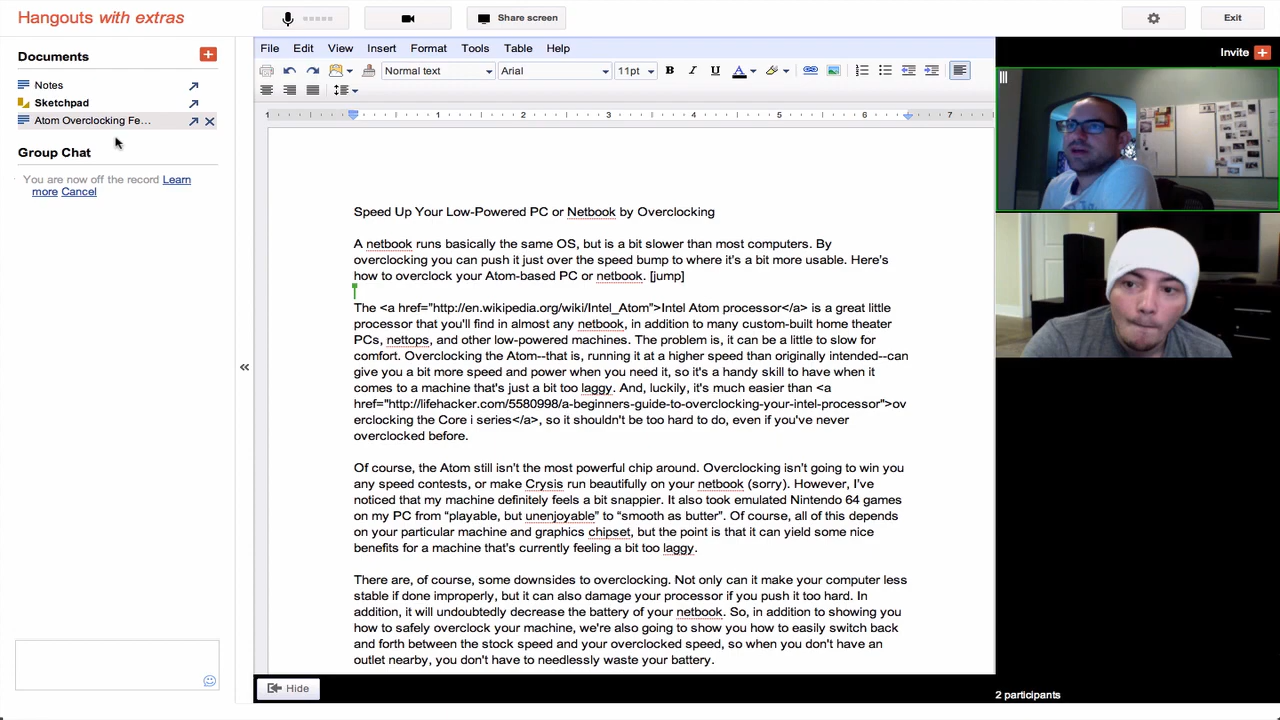 Hangouts with extras
Share screen
Exit
Documents
Notes
Sketchpad
Atom Overclocking Fe...
Group Chat
You are now off the record Learn
more Cancel
File Edit View Insert Format Tools Table Help
Normal text Arial 11pt B I U A
1 1 2 3 4 5 6 7
Speed Up Your Low-Powered PC or Netbook by Overclocking
A netbook runs basically the same OS, but is a bit slower than most computers. By
overclocking you can push it just over the speed bump to where it's a bit more usable. Here's
how to overclock your Atom-based PC or netbook. [jump]
The <a href="http://en.wikipedia.org/wiki/Intel_Atom">Intel Atom processor</a> is a great little
processor that you'll find in almost any netbook, in addition to many custom-built home theater
PCs, nettops, and other low-powered machines. The problem is, it can be a little to slow for
comfort. Overclocking the Atom--that is, running it at a higher speed than originally intended--can
give you a bit more speed and power when you need it, so it's a handy skill to have when it
comes to a machine that's just a bit too laggy. And, luckily, it's much easier than <a
href="http://lifehacker.com/5580998/a-beginners-guide-to-overclocking-your-intel-processor">ov
erclocking the Core i series</a>, so it shouldn't be too hard to do, even if you've never
overclocked before.
Of course, the Atom still isn't the most powerful chip around. Overclocking isn't going to win you
any speed contests, or make Crysis run beautifully on your netbook (sorry). However, I've
noticed that my machine definitely feels a bit snappier. It also took emulated Nintendo 64 games
on my PC from “playable, but unenjoyable” to “smooth as butter”. Of course, all of this depends
on your particular machine and graphics chipset, but the point is that it can yield some nice
benefits for a machine that's currently feeling a bit too laggy.
There are, of course, some downsides to overclocking. Not only can it make your computer less
stable if done improperly, but it can also damage your processor if you push it too hard. In
addition, it will undoubtedly decrease the battery of your netbook. So, in addition to showing you
how to safely overclock your machine, we're also going to show you how to easily switch back
and forth between the stock speed and your overclocked speed, so when you don't have an
outlet nearby, you don't have to needlessly waste your battery.
Hide
Invite
2 participants